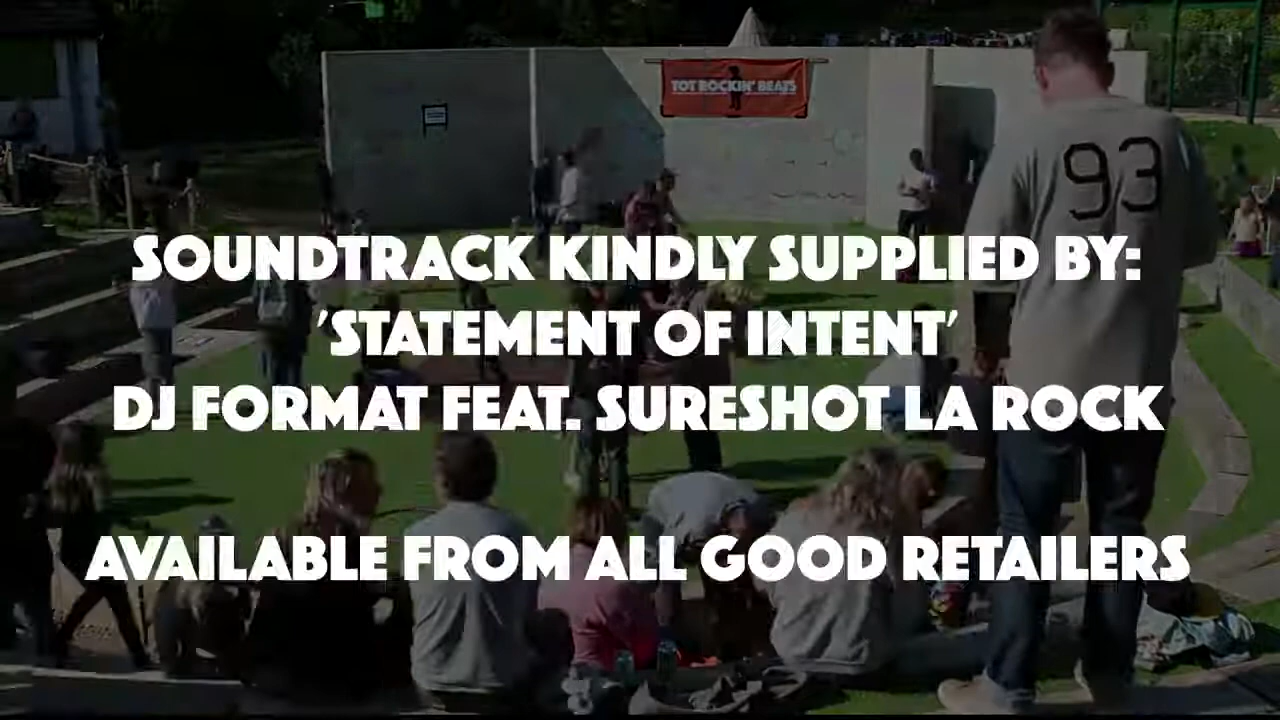 TOT ROCKIN' BEATS
93
SOUNDTRACK KINDLY SUPPLIED BY:
'STATEMENT OF INTENT'
DJ FORMAT FEAT. SURESHOT LA ROCK
AVAILABLE FROM ALL GOOD RETAILERS